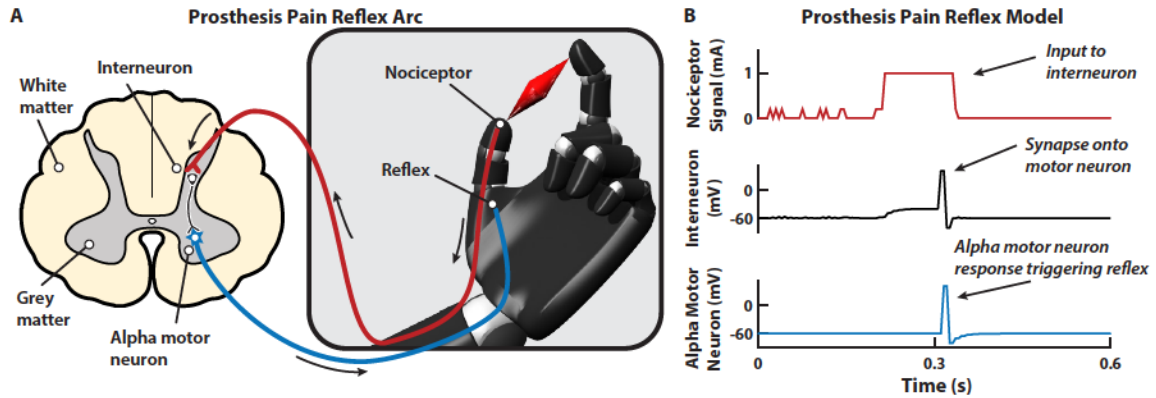 A
Prosthesis Pain Reflex Arc
Interneuron
White
matter
Nociceptor
Reflex
Grey
matter
Alpha motor
neuron
B
Prosthesis Pain Reflex Model
Nociceptor
Signal (mA)
1
0
Input to
interneuron
Interneuron
(mV)
0
-60
Synapse onto
motor neuron
Alpha Motor
Neuron (mV)
0
-60
Alpha motor neuron
response triggering reflex
0
0.3
0.6
Time (s)